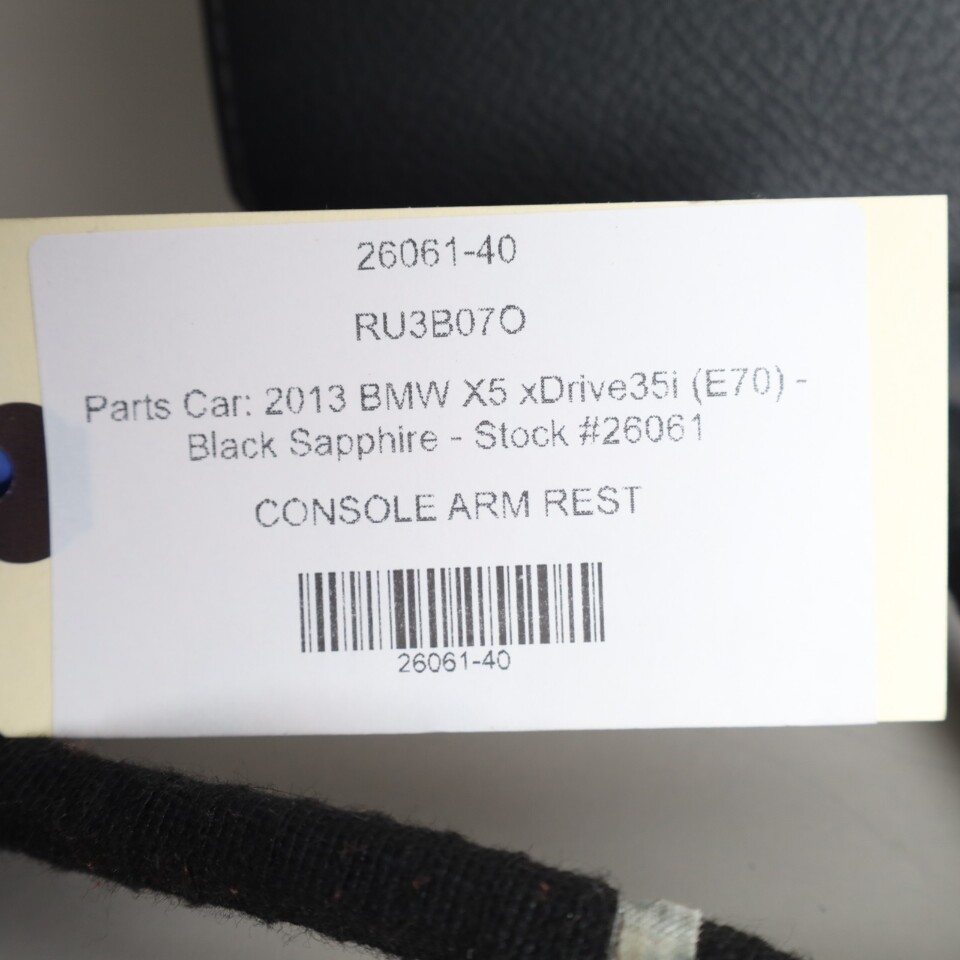 26061-40
RU3B07O
Parts Car: 2013 BMW X5 xDrive35i (E70) -
Black Sapphire - Stock #26061
CONSOLE ARM REST
26061-40